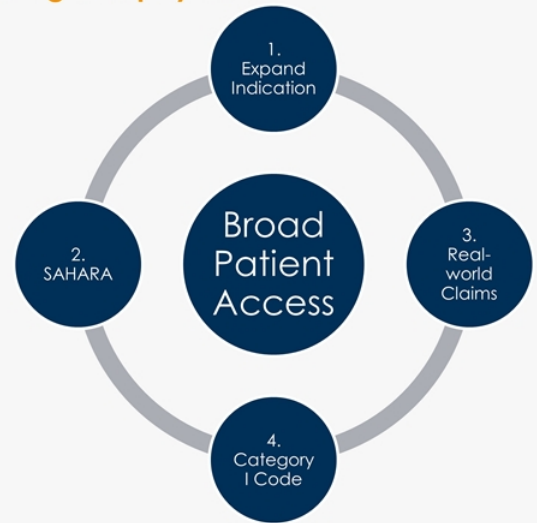 1.
Expand
Indication
2.
SAHARA
Broad
Patient
Access
3.
Real-
world
Claims
4.
Category
I Code